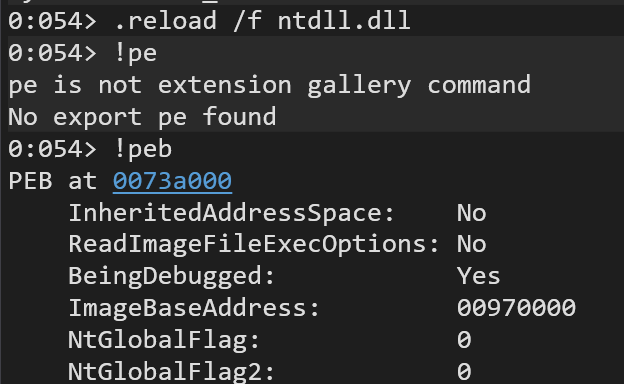 0:054> .reload /f ntdll.dll
0:054> !pe
pe is not extension gallery command
No export pe found
0:054> !peb
PEB at 0073a000
    InheritedAddressSpace:    No
    ReadImageFileExecOptions: No
    BeingDebugged:            Yes
    ImageBaseAddress:         00970000
    NtGlobalFlag:             0
    NtGlobalFlag2:            0